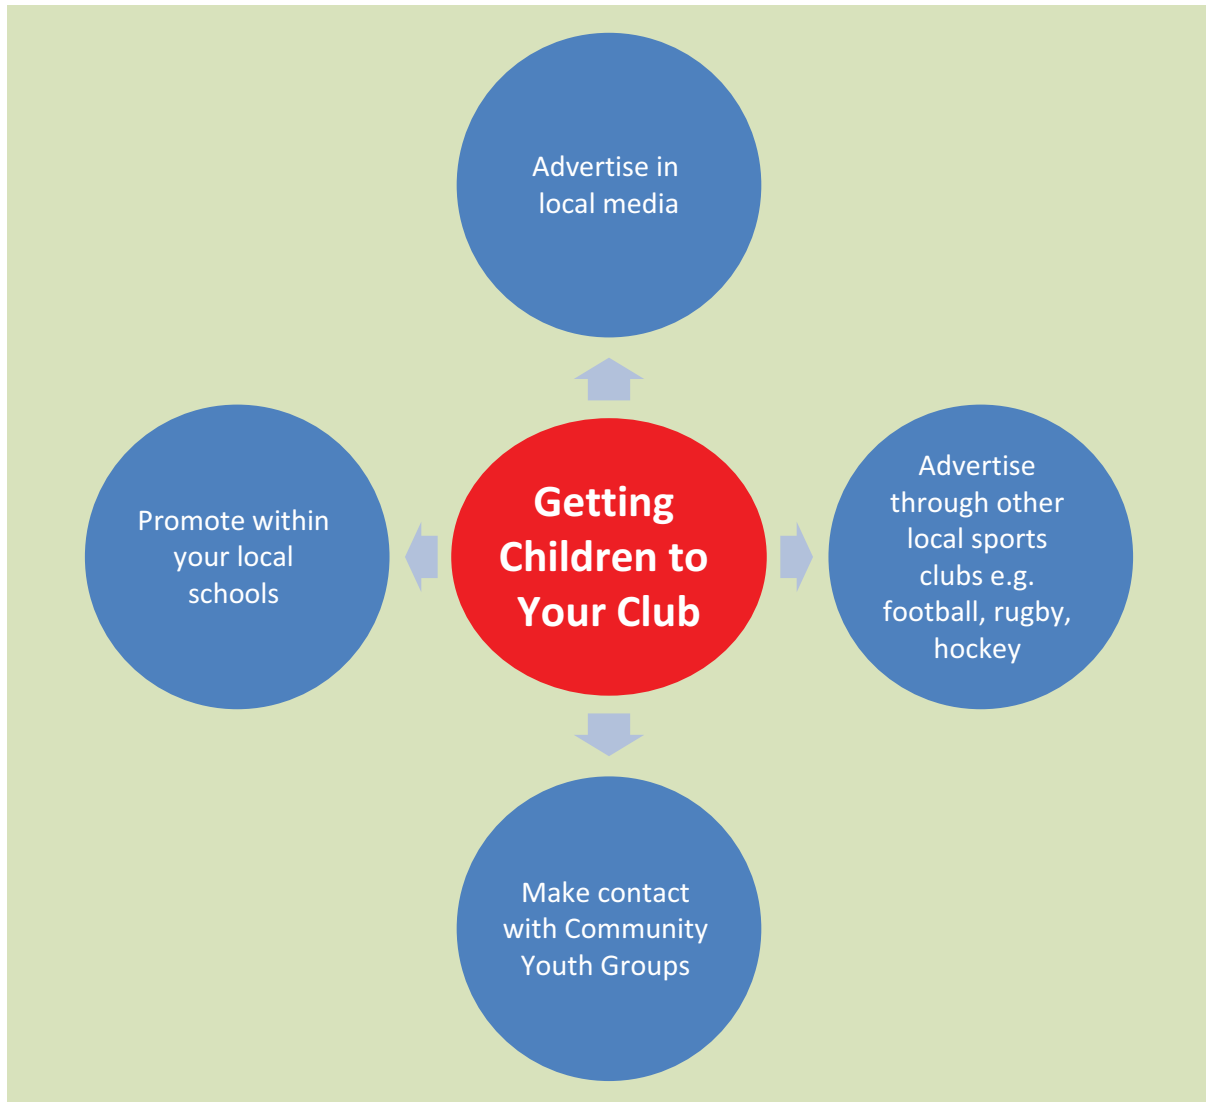 Advertise in
local media
Promote within
your local
schools
Getting
Children to
Your Club
Advertise
through other
local sports
clubs e.g.
football, rugby,
hockey
Make contact
with Community
Youth Groups